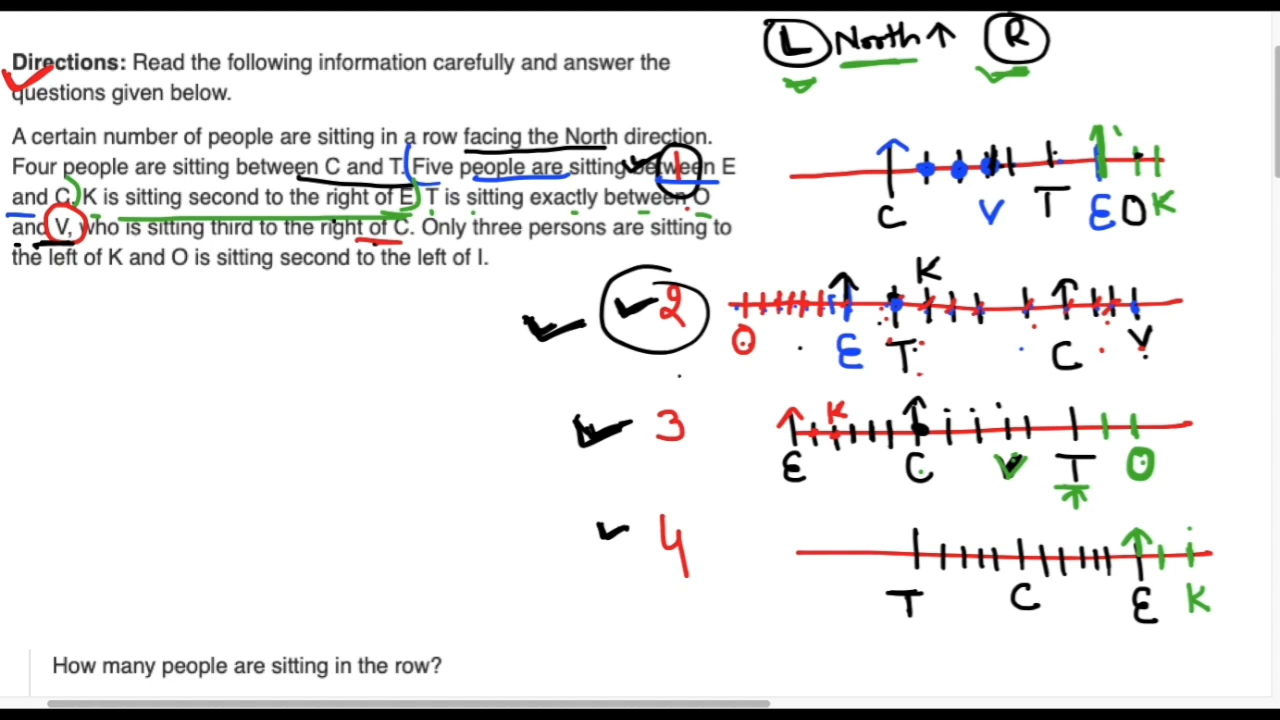 L North ↑ R
Directions: Read the following information carefully and answer the
questions given below.
A certain number of people are sitting in a row facing the North direction.
Four people are sitting between C and T. Five people are sitting between E
and C. K is sitting second to the right of E. T is sitting exactly between O
and V, who is sitting third to the right of C. Only three persons are sitting to
the left of K and O is sitting second to the left of I.
1
C V T E O K
2
K
O E T C V
3
K
E C V T O
4
T C E K
How many people are sitting in the row?